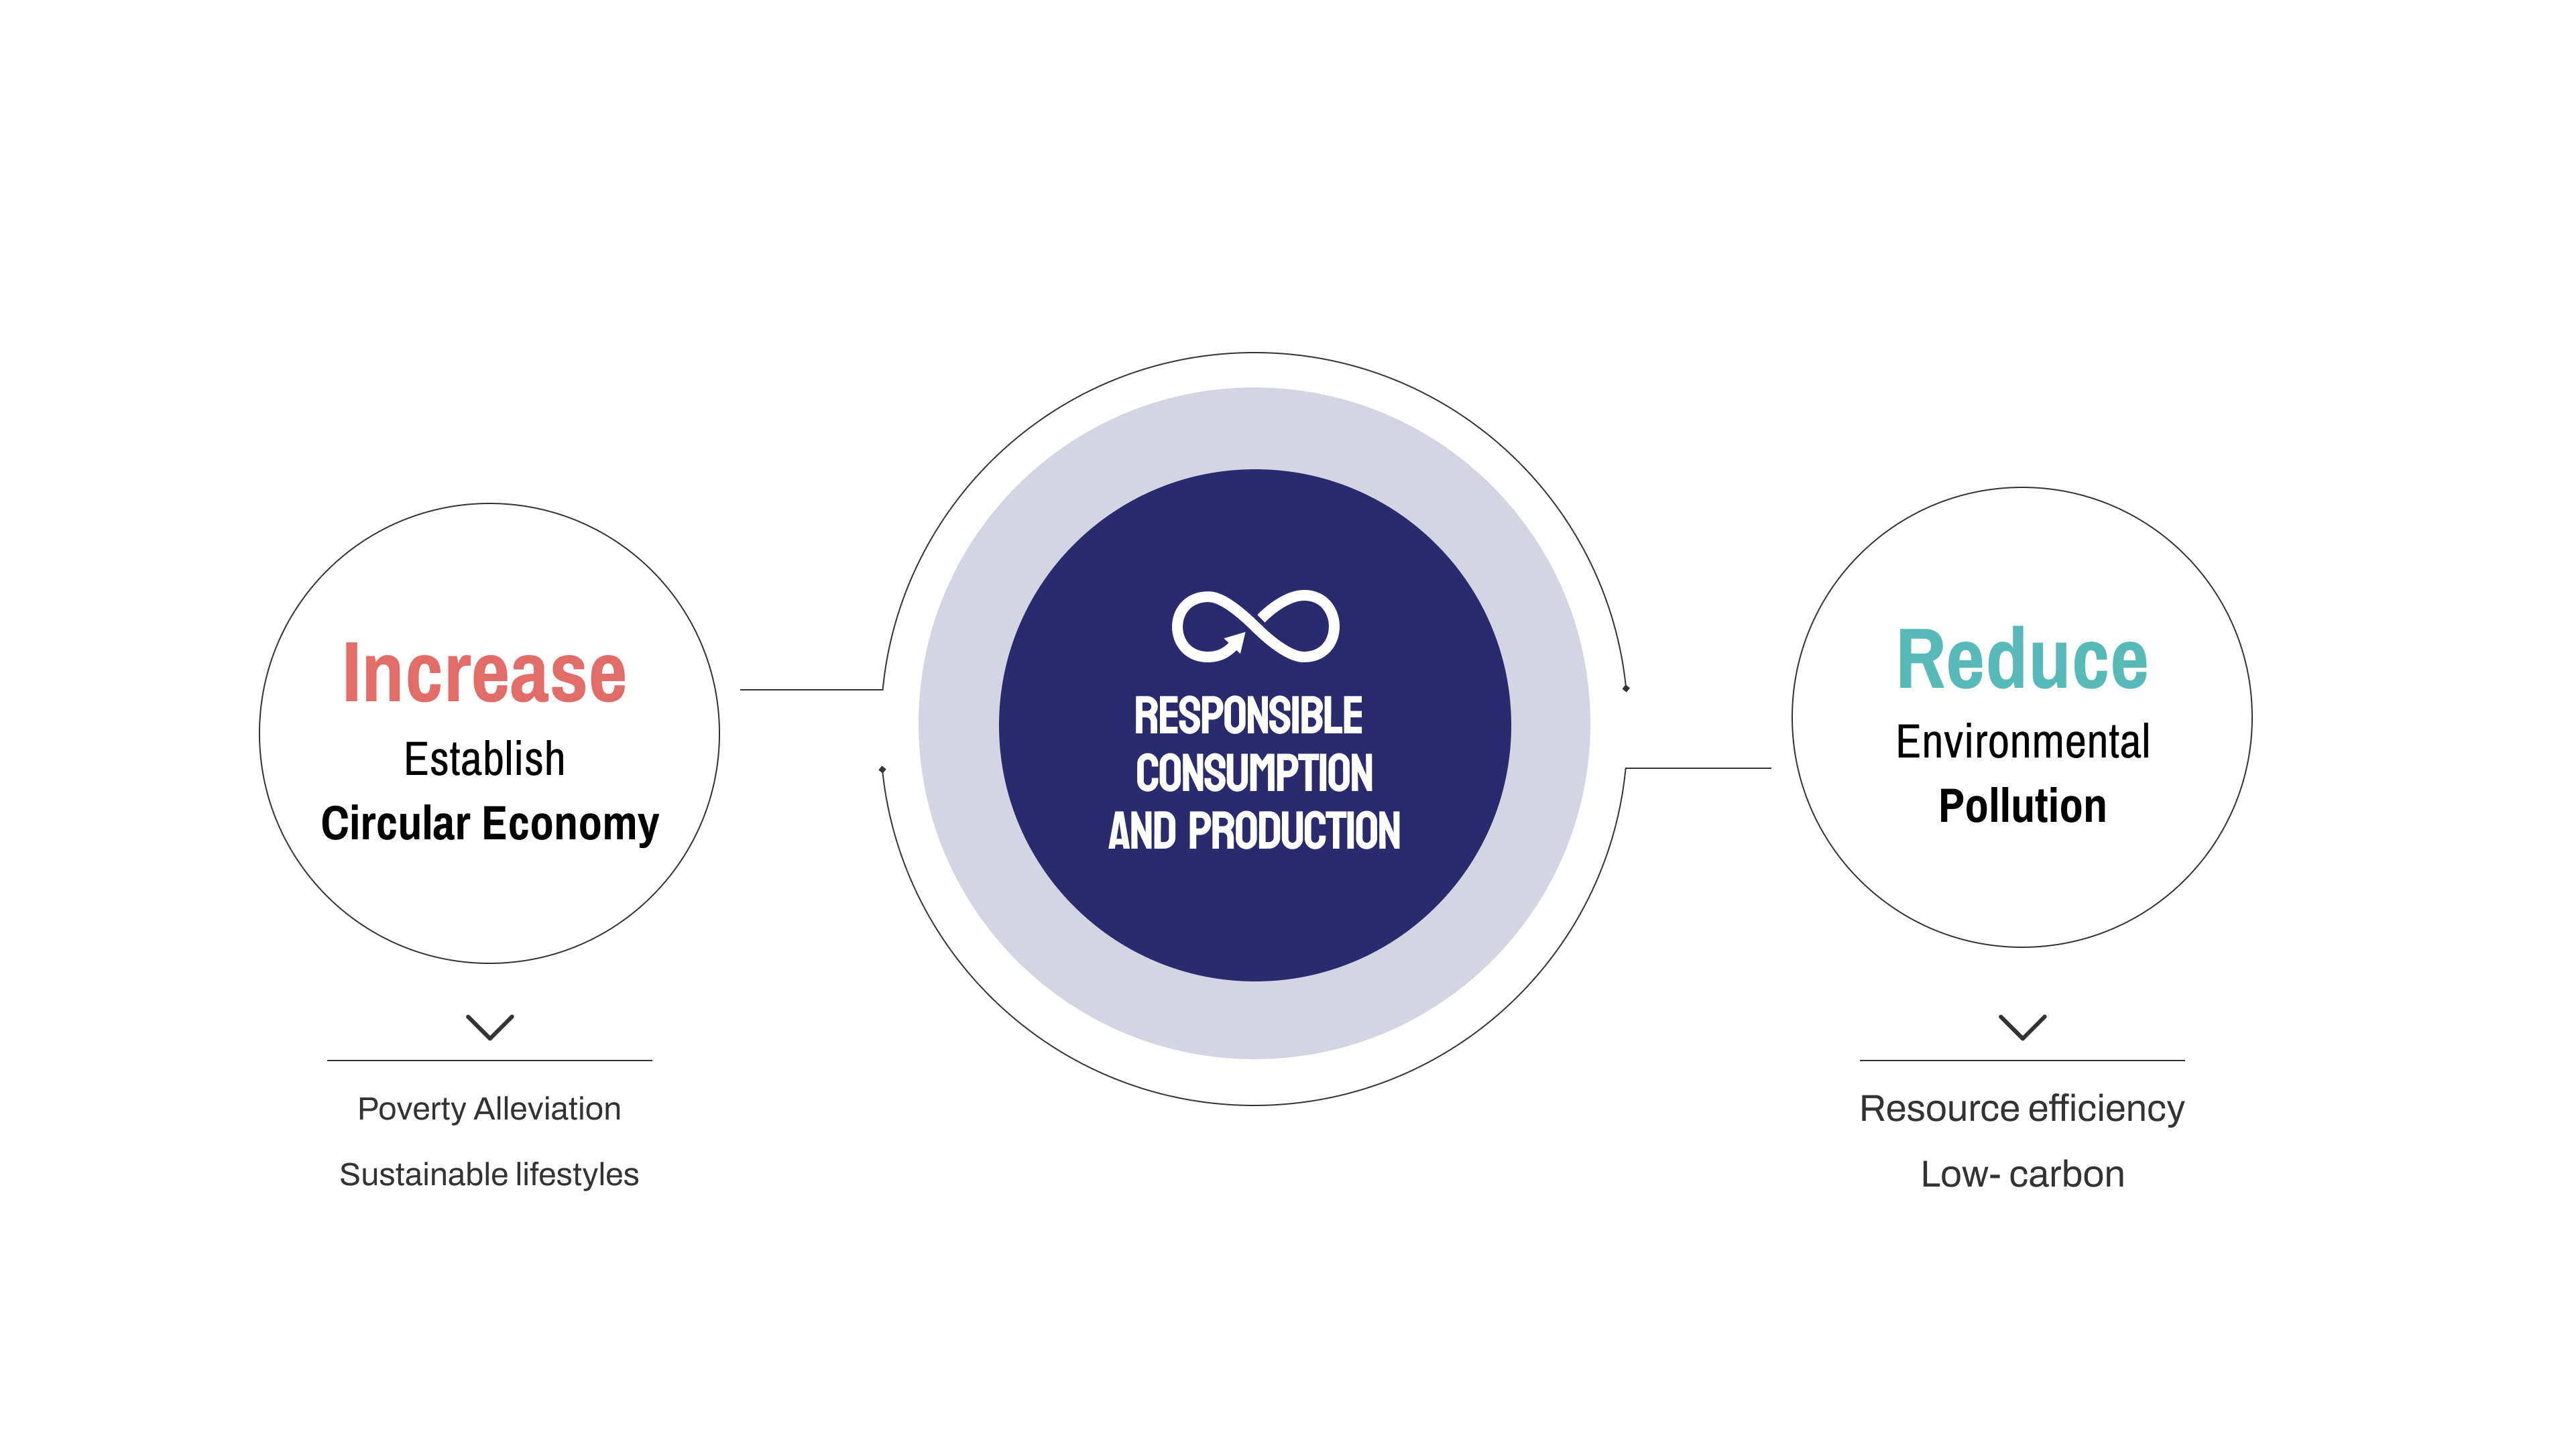 Increase
Establish
Circular Economy
Poverty Alleviation
Sustainable lifestyles
RESPONSIBLE
CONSUMPTION
AND PRODUCTION
Reduce
Environmental
Pollution
Resource efficiency
Low- carbon